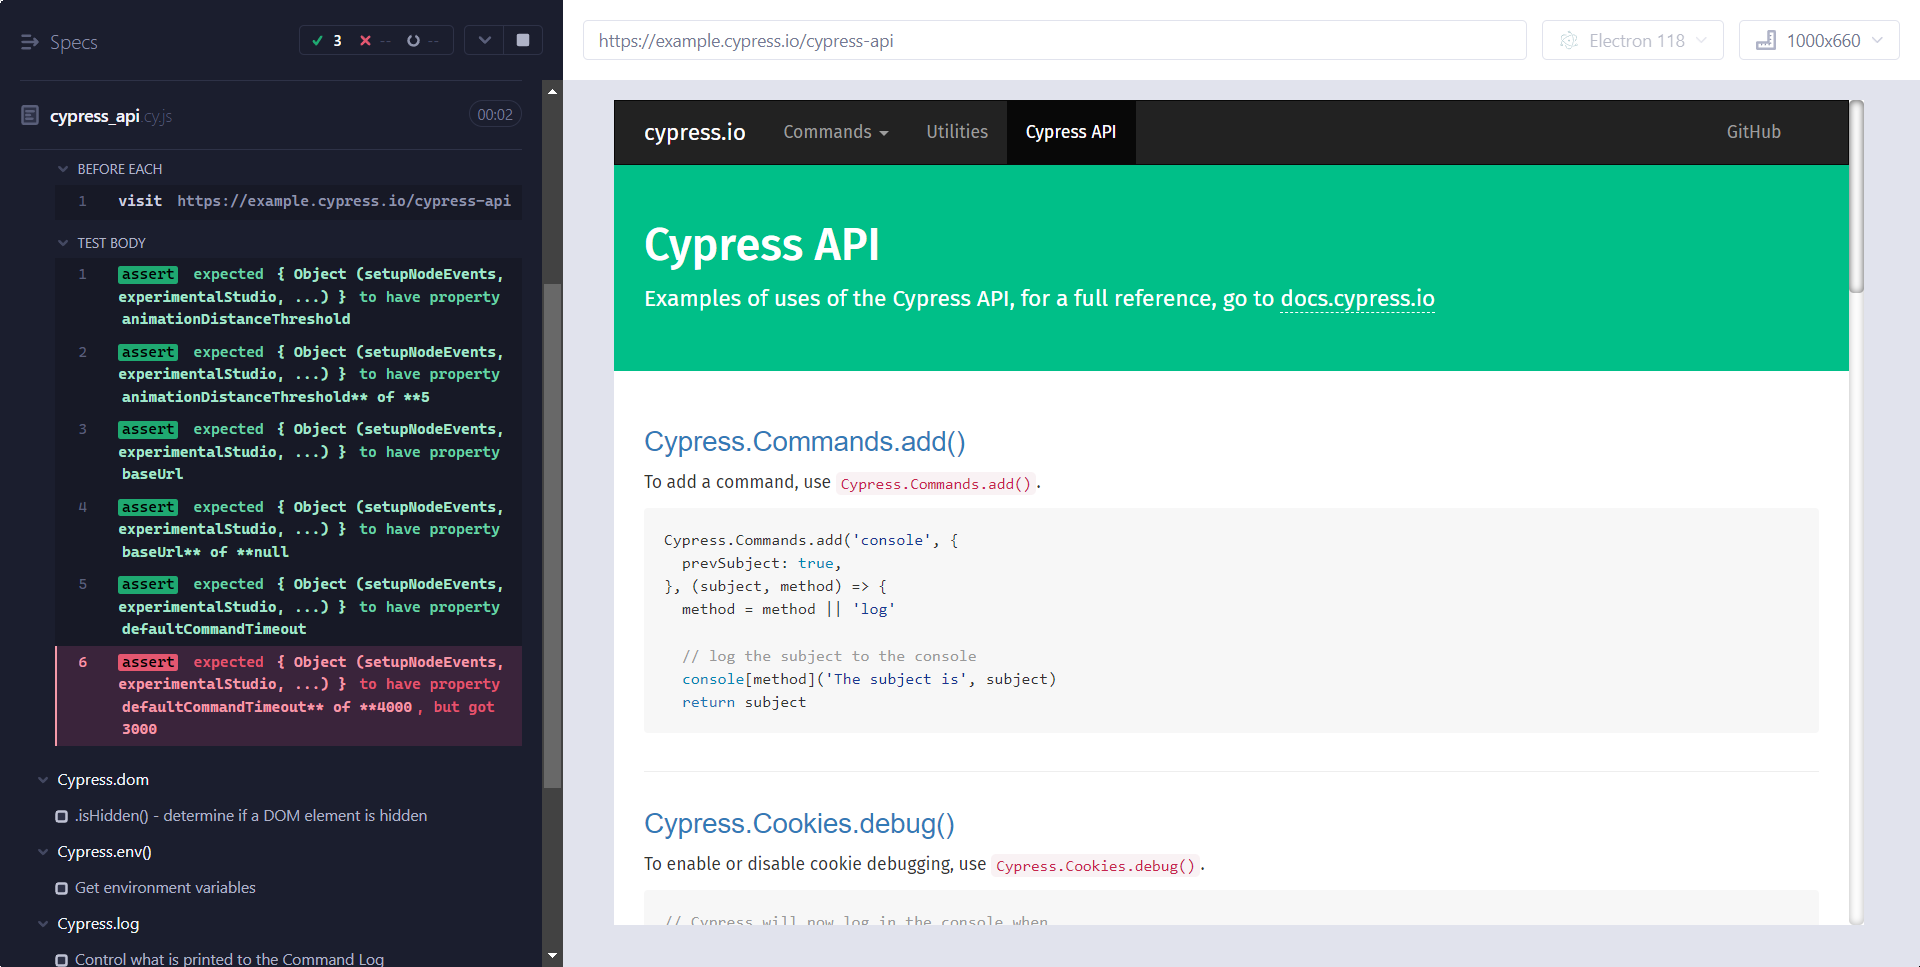 Specs
3 -- --
cypress_api.cy.js
00:02
BEFORE EACH
1 visit https://example.cypress.io/cypress-api
TEST BODY
1 assert expected { Object (setupNodeEvents,
experimentalStudio, ...) } to have property
animationDistanceThreshold
2 assert expected { Object (setupNodeEvents,
experimentalStudio, ...) } to have property
animationDistanceThreshold** of **5
3 assert expected { Object (setupNodeEvents,
experimentalStudio, ...) } to have property
baseUrl
4 assert expected { Object (setupNodeEvents,
experimentalStudio, ...) } to have property
baseUrl** of **null
5 assert expected { Object (setupNodeEvents,
experimentalStudio, ...) } to have property
defaultCommandTimeout
6 assert expected { Object (setupNodeEvents,
experimentalStudio, ...) } to have property
defaultCommandTimeout** of **4000, but got
3000
Cypress.dom
.isHidden() - determine if a DOM element is hidden
Cypress.env()
Get environment variables
Cypress.log
Control what is printed to the Command Log
https://example.cypress.io/cypress-api
Electron 118
1000x660
cypress.io Commands Utilities Cypress API GitHub
Cypress API
Examples of uses of the Cypress API, for a full reference, go to docs.cypress.io
Cypress.Commands.add()
To add a command, use Cypress.Commands.add() .
Cypress.Commands.add('console', {
prevSubject: true,
}, (subject, method) => {
method = method || 'log'
// log the subject to the console
console[method]('The subject is', subject)
return subject
Cypress.Cookies.debug()
To enable or disable cookie debugging, use Cypress.Cookies.debug() .
// Cypress will now log in the console when